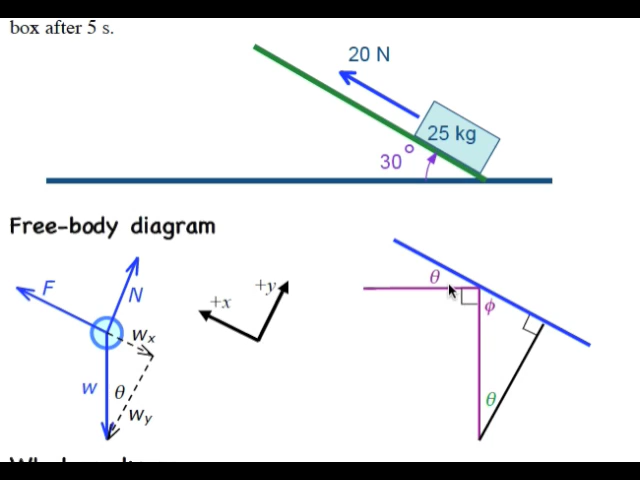 box after 5 s.
20 N
25 kg
30°
Free-body diagram
F
N
+x
+y
θ
ϕ
w
θ
wx
wy
θ